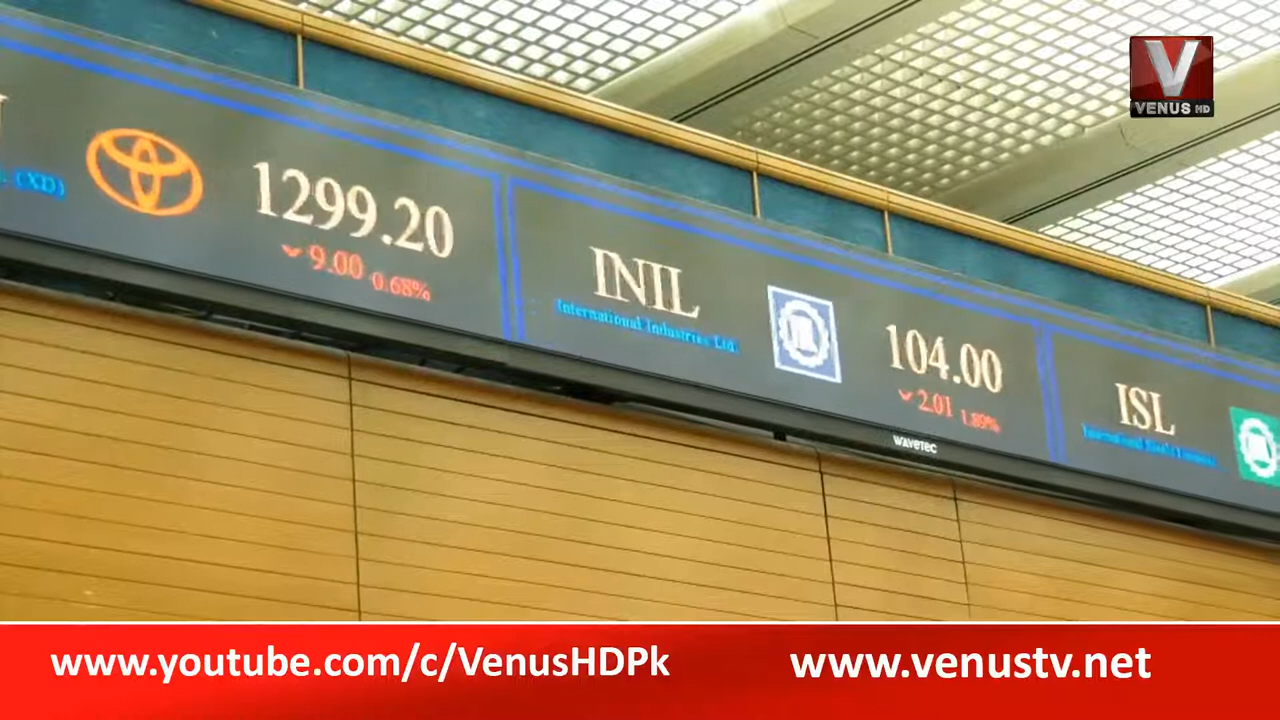 VENUS HD
(XD)
1299.20
9.00 0.68%
INIL
International Industries Ltd.
104.00
2.01 1.89%
ISL
International
wavetec
www.youtube.com/c/VenusHDPk
www.venustv.net